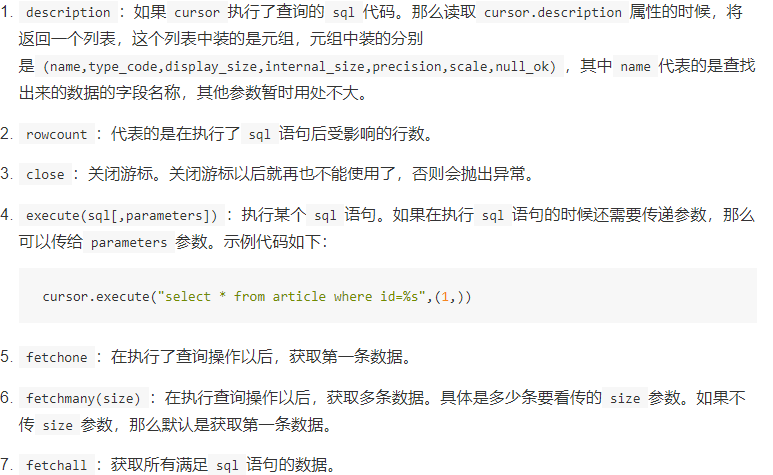 1. description：如果 cursor 执行了查询的 sql 代码。那么读取 cursor.description 属性的时候，将
返回一个列表，这个列表中装的是元组，元组中装的分别
是 (name,type_code,display_size,internal_size,precision,scale,null_ok)，其中 name 代表的是查找
出来的数据的字段名称，其他参数暂时用处不大。
2. rowcount：代表的是在执行了 sql 语句后受影响的行数。
3. close：关闭游标。关闭游标以后就再也不能使用了，否则会抛出异常。
4. execute(sql[,parameters])：执行某个 sql 语句。如果在执行 sql 语句的时候还需要传递参数，那么
可以传给 parameters 参数。示例代码如下：
cursor.execute("select * from article where id=%s",(1,))
5. fetchone：在执行了查询操作以后，获取第一条数据。
6. fetchmany(size)：在执行查询操作以后，获取多条数据。具体是多少条要看传的 size 参数。如果不
传 size 参数，那么默认是获取第一条数据。
7. fetchall：获取所有满足 sql 语句的数据。